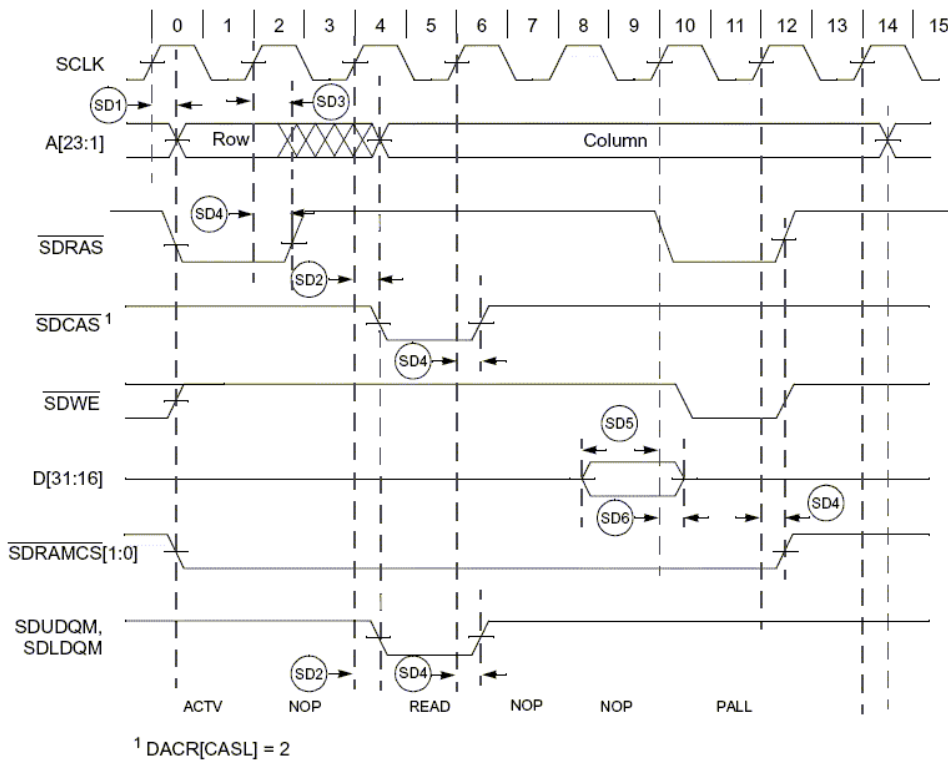 0 1 2 3 4 5 6 7 8 9 10 11 12 13 14 15
SCLK
SD1 SD3
A[23:1] Row Column
SD4
SDRAS
SD2
SDCAS 1
SD4
SDWE
SD5
D[31:16]
SD6 SD4
SDRAMCS[1:0]
SDUDQM,
SDLDQM
SD2 SD4
ACTV NOP READ NOP NOP PALL
1 DACR[CASL] = 2